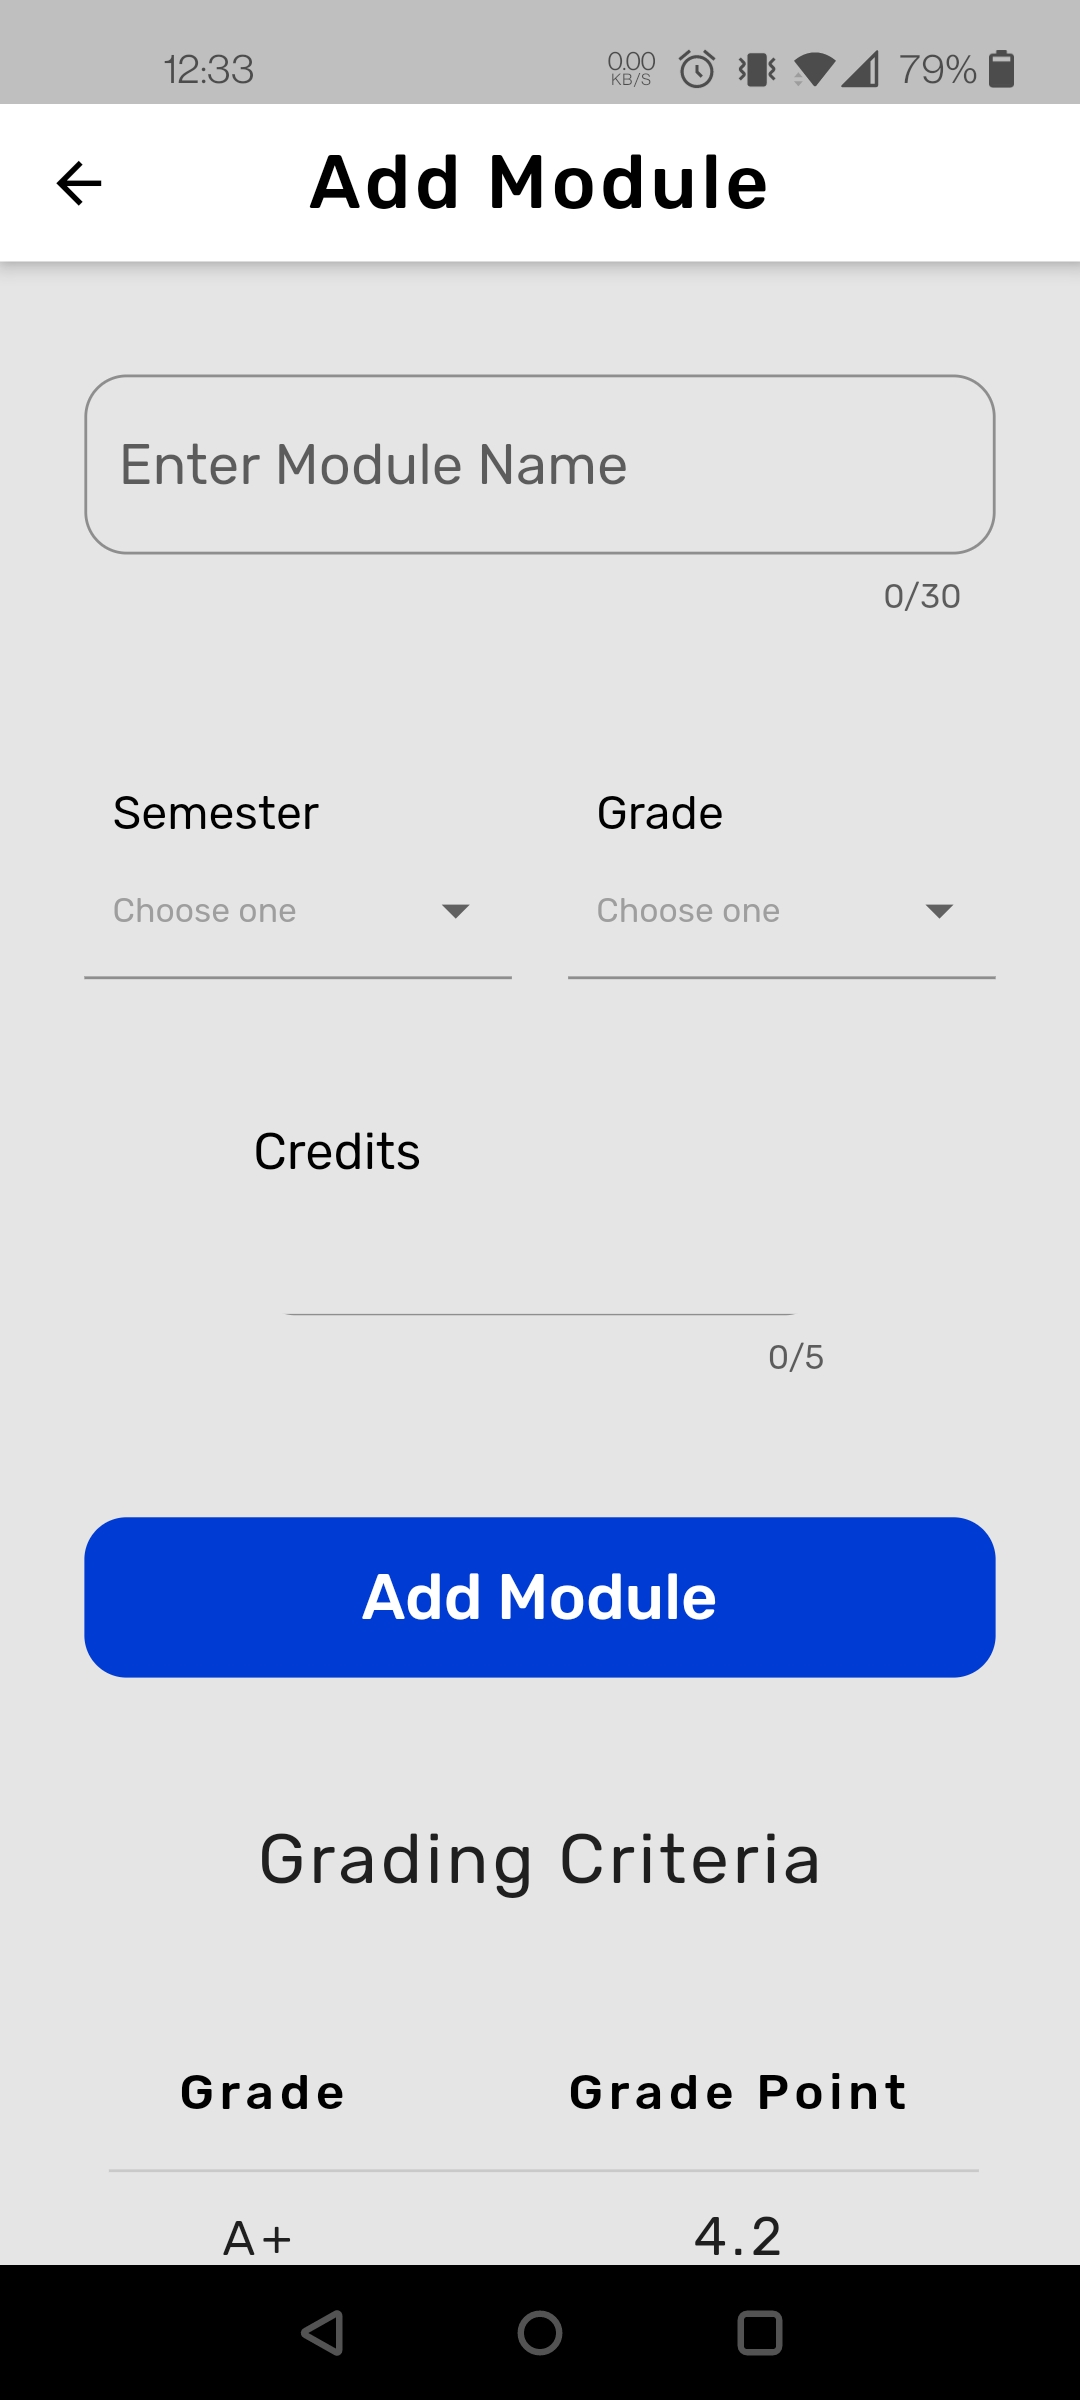 12:33
0.00
KB/S
79%
Add Module
Enter Module Name
0/30
Semester Grade
Choose one Choose one
Credits
0/5
Add Module
Grading Criteria
Grade Grade Point
A+ 4.2